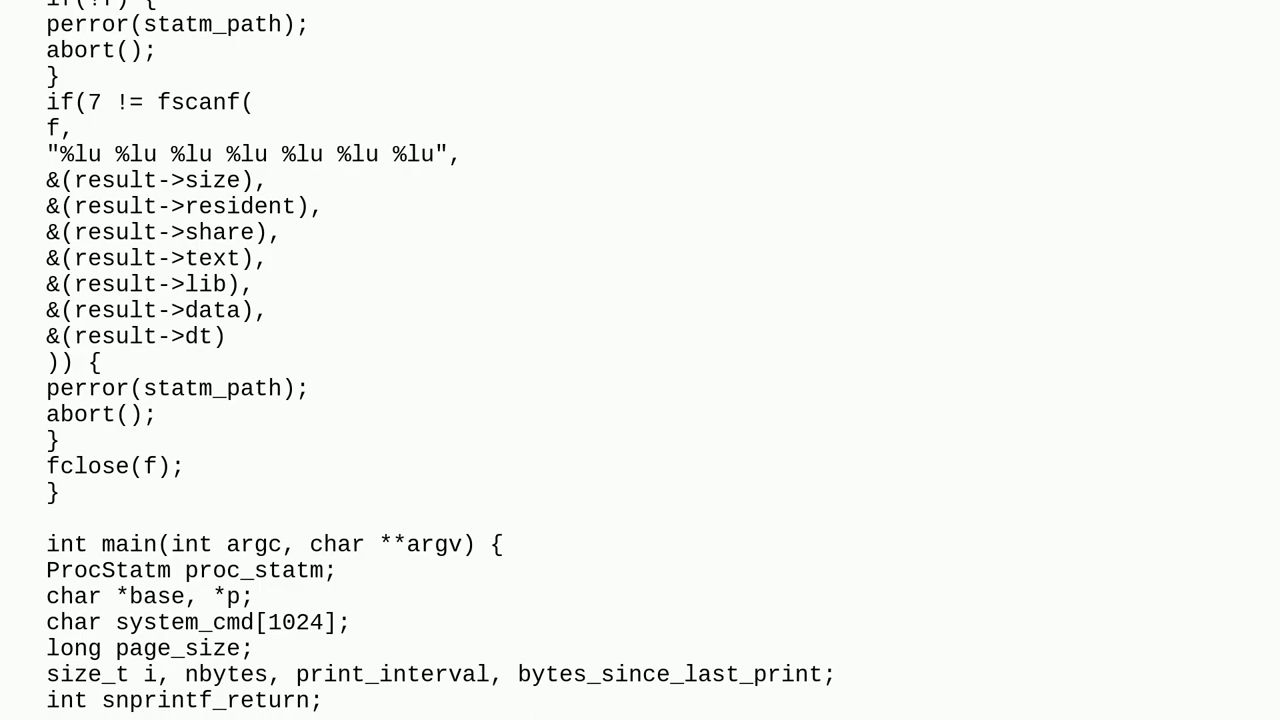 if(!f) {
perror(statm_path);
abort();
}
if(7 != fscanf(
f,
"%lu %lu %lu %lu %lu %lu %lu",
&(result->size),
&(result->resident),
&(result->share),
&(result->text),
&(result->lib),
&(result->data),
&(result->dt)
)) {
perror(statm_path);
abort();
}
fclose(f);
}

int main(int argc, char **argv) {
ProcStatm proc_statm;
char *base, *p;
char system_cmd[1024];
long page_size;
size_t i, nbytes, print_interval, bytes_since_last_print;
int snprintf_return;